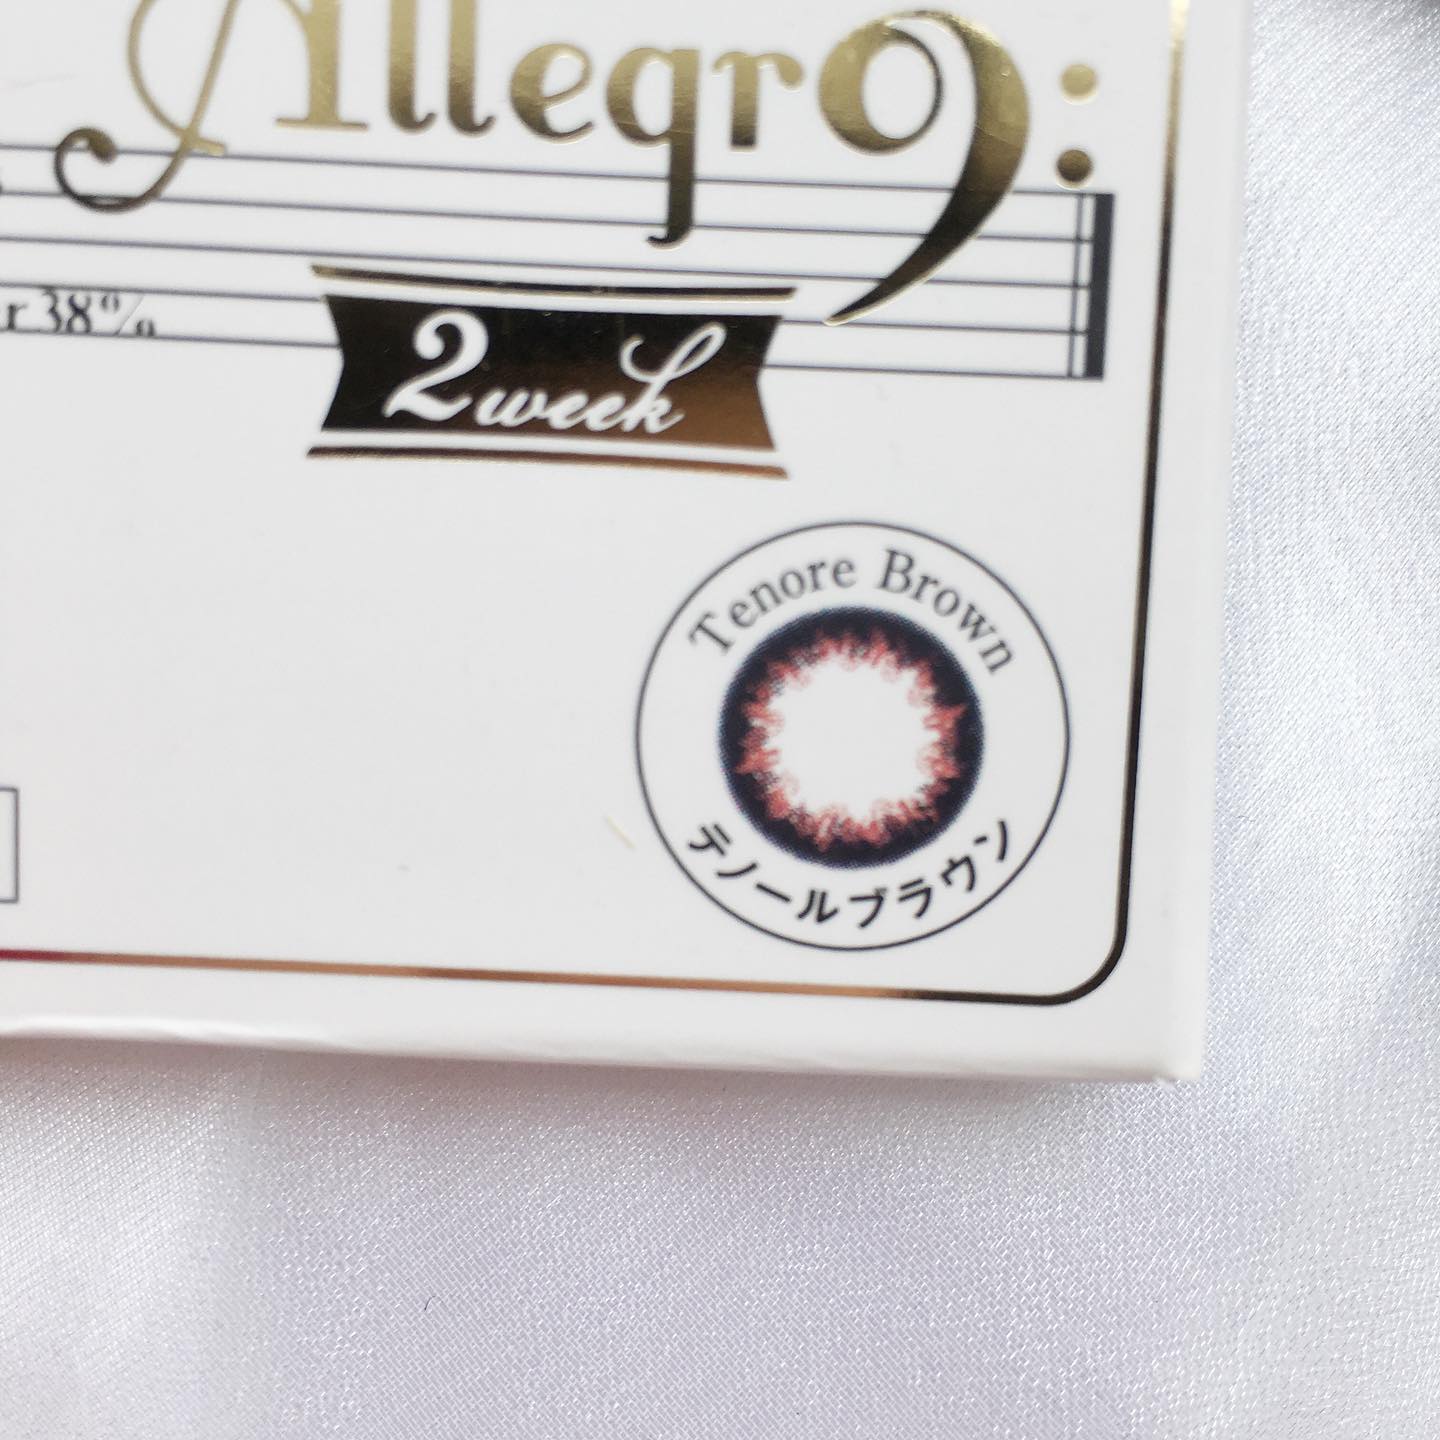 Allegro
r 38%
2week
Tenore Brown
テノールブラウン